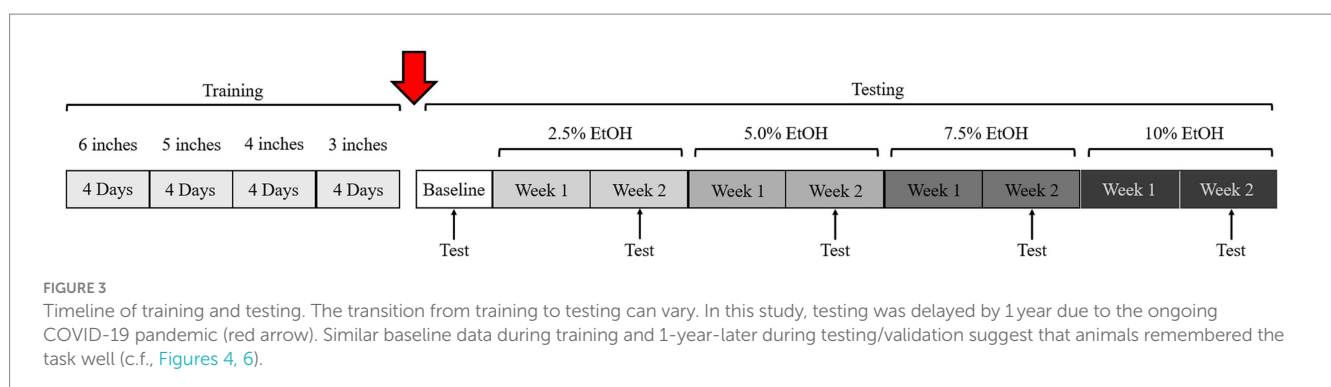 Training
Testing
6 inches 5 inches 4 inches 3 inches
2.5% EtOH 5.0% EtOH 7.5% EtOH 10% EtOH
4 Days 4 Days 4 Days 4 Days Baseline Week 1 Week 2 Week 1 Week 2 Week 1 Week 2 Week 1 Week 2
Test Test Test Test Test
FIGURE 3
Timeline of training and testing. The transition from training to testing can vary. In this study, testing was delayed by 1 year due to the ongoing
COVID-19 pandemic (red arrow). Similar baseline data during training and 1-year-later during testing/validation suggest that animals remembered the
task well (c.f., Figures 4, 6).